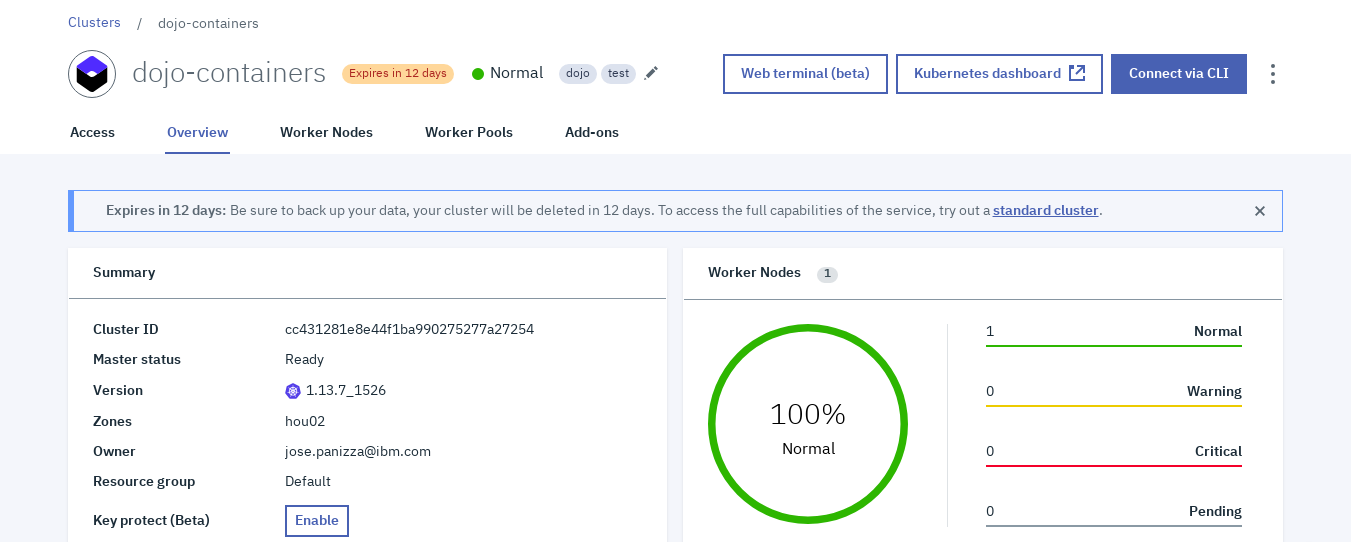 Clusters / dojo-containers
dojo-containers Expires in 12 days Normal dojo test Web terminal (beta) Kubernetes dashboard Connect via CLI
Access Overview Worker Nodes Worker Pools Add-ons
Expires in 12 days: Be sure to back up your data, your cluster will be deleted in 12 days. To access the full capabilities of the service, try out a standard cluster.
Summary
Cluster ID cc431281e8e44f1ba990275277a27254
Master status Ready
Version 1.13.7_1526
Zones hou02
Owner jose.panizza@ibm.com
Resource group Default
Key protect (Beta) Enable
Worker Nodes 1
100%
Normal
1 Normal
0 Warning
0 Critical
0 Pending